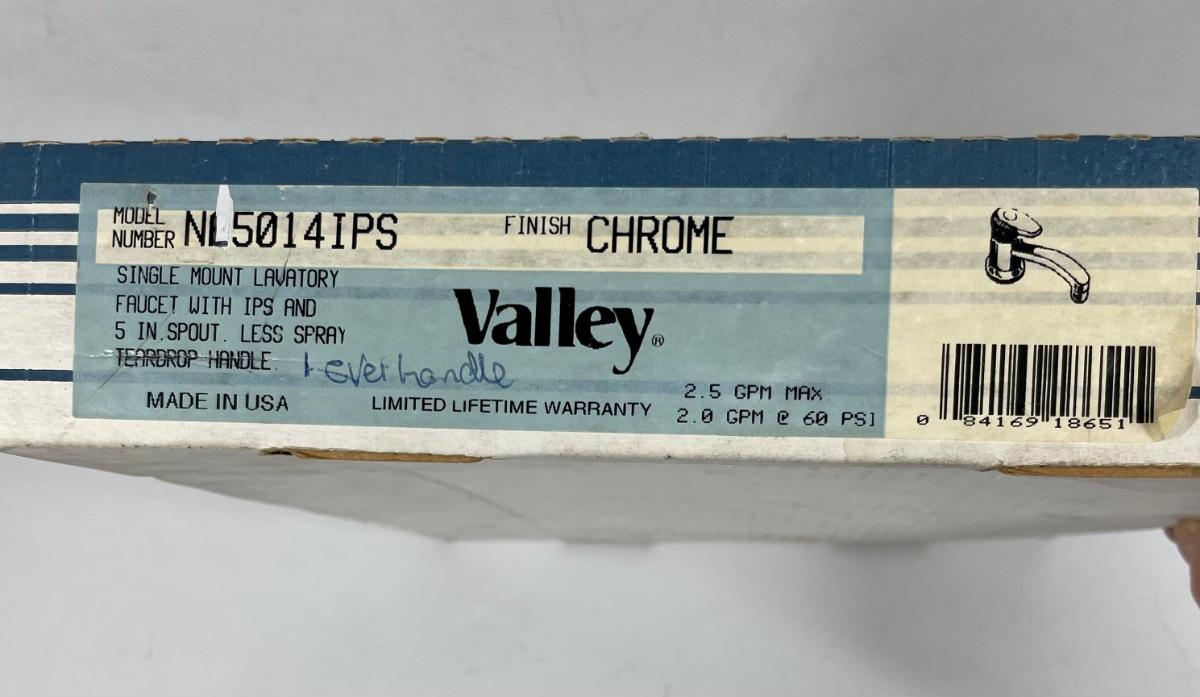 MODEL
NUMBER NL5014IPS
FINISH CHROME
SINGLE MOUNT LAVATORY
FAUCET WITH IPS AND
5 IN.SPOUT. LESS SPRAY
TEARDROP HANDLE. Lever handle
Valley®
MADE IN USA
LIMITED LIFETIME WARRANTY
2.5 GPM MAX
2.0 GPM @ 60 PSI
0 84169 18651